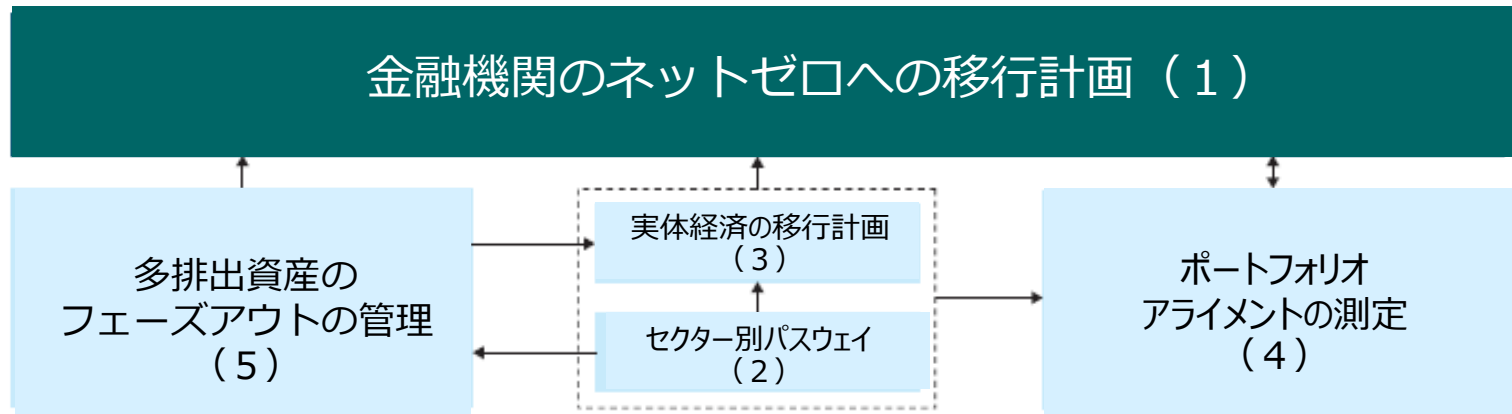 金融機関のネットゼロへの移行計画（１）
多排出資産の
フェーズアウトの管理
（５）
実体経済の移行計画
（３）
セクター別パスウェイ
（２）
ポートフォリオ
アライメントの測定
（４）